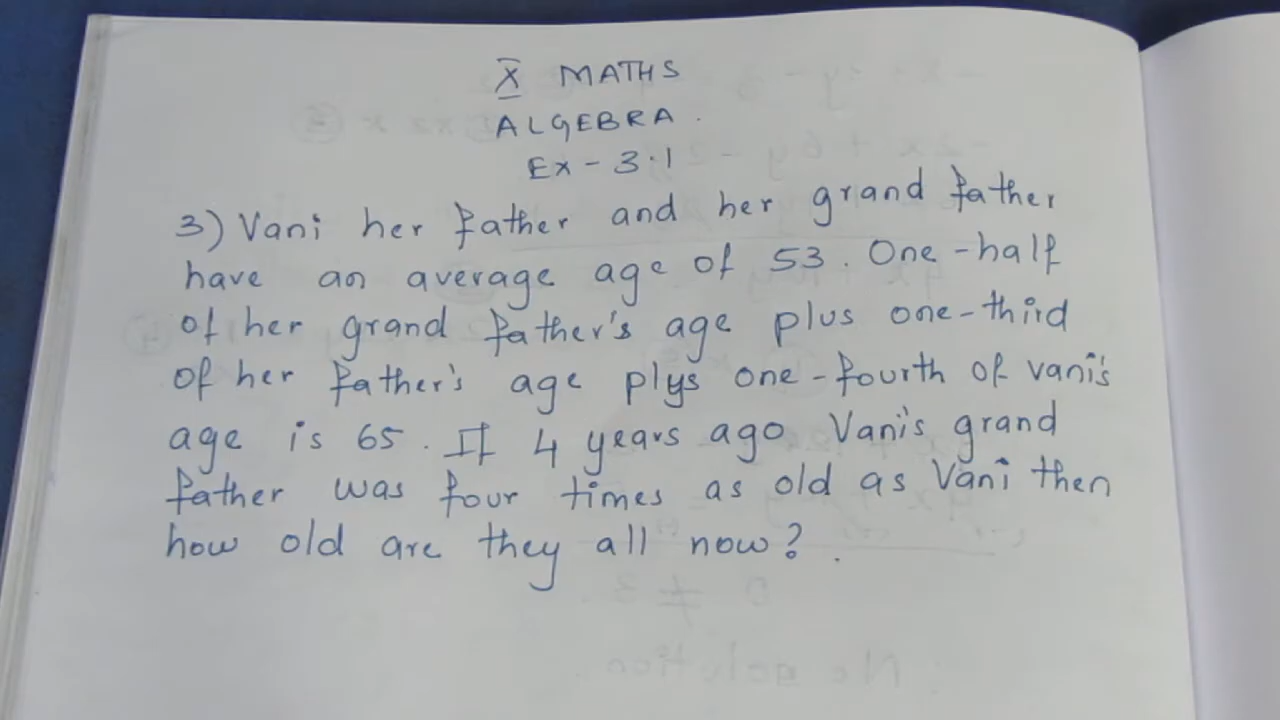 X MATHS
ALGEBRA.
Ex - 3.1
3) Vani her father and her grand father
have an average age of 53. One-half
of her grand father's age plus one-third
of her father's age plys one-fourth of vani's
age is 65. If 4 years ago Vani's grand
father was four times as old as Vani then
how old are they all now?.